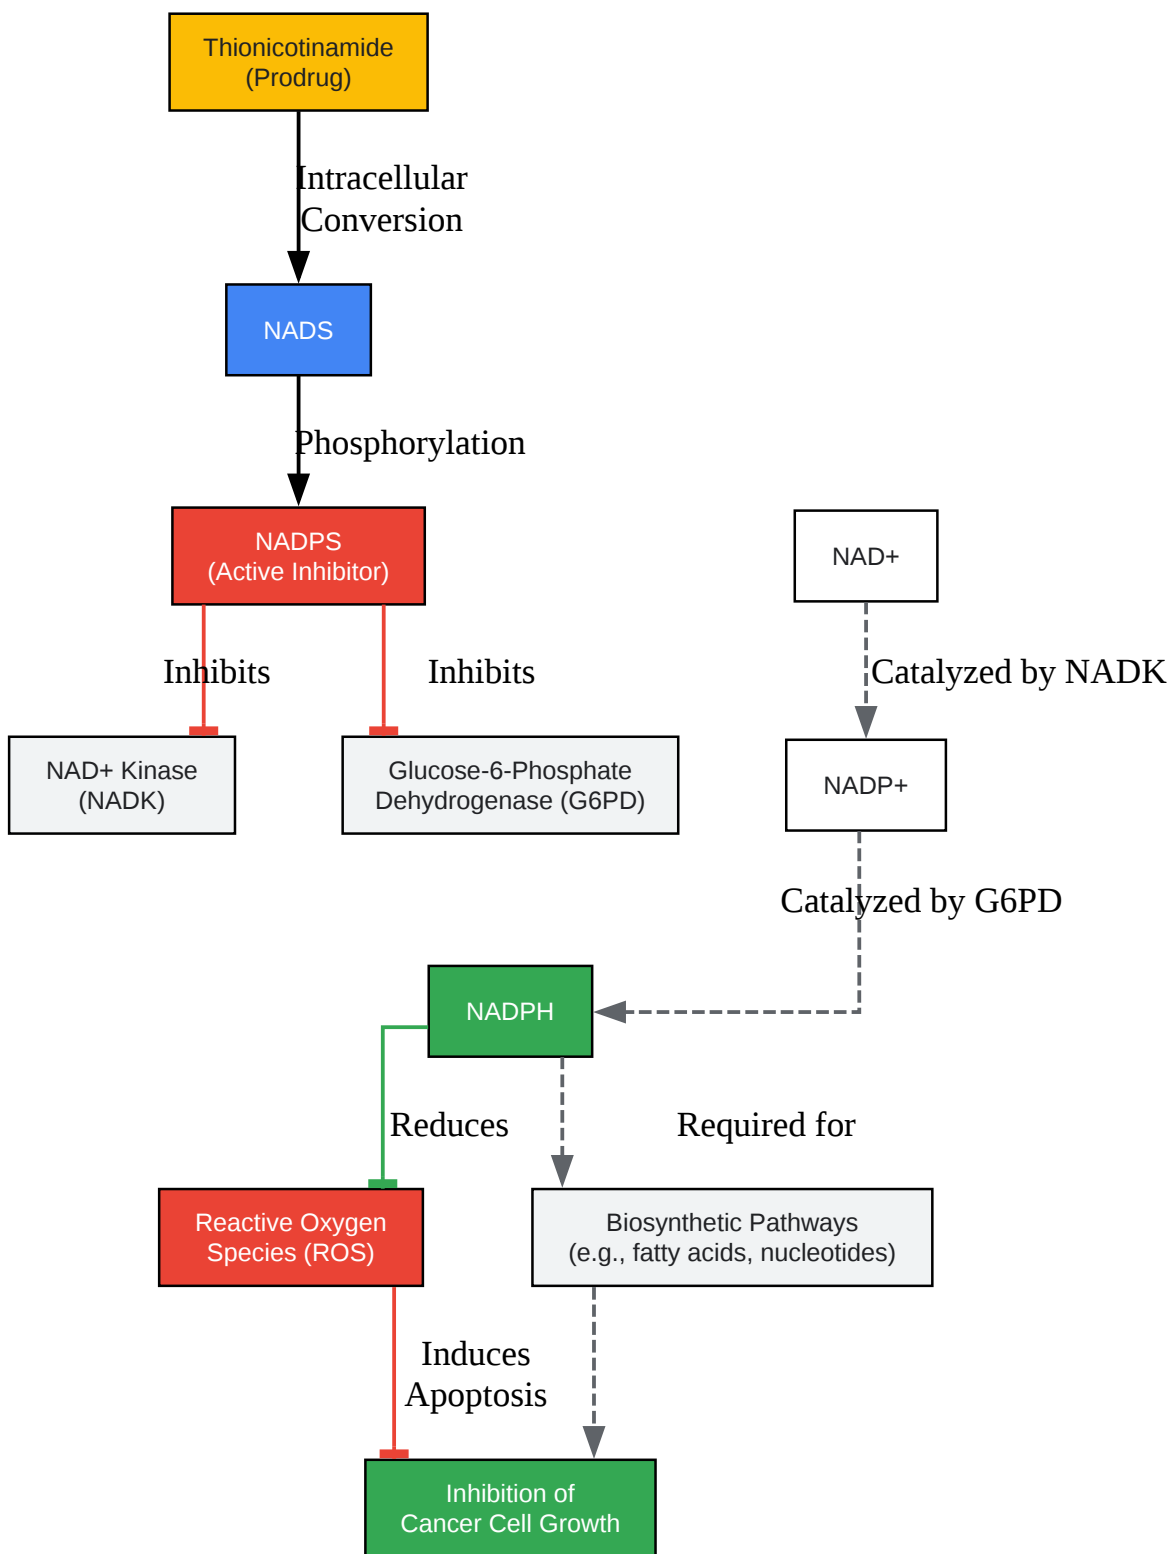 Thionicotinamide
(Prodrug)
Intracellular
Conversion
NADS
Phosphorylation
NADPS
(Active Inhibitor)
NAD+
Inhibits
Inhibits
Catalyzed by NADK
NAD+ Kinase
(NADK)
Glucose-6-Phosphate
Dehydrogenase (G6PD)
NADP+
Catalyzed by G6PD
NADPH
Reduces
Required for
Reactive Oxygen
Species (ROS)
Biosynthetic Pathways
(e.g., fatty acids, nucleotides)
Induces
Apoptosis
Inhibition of
Cancer Cell Growth